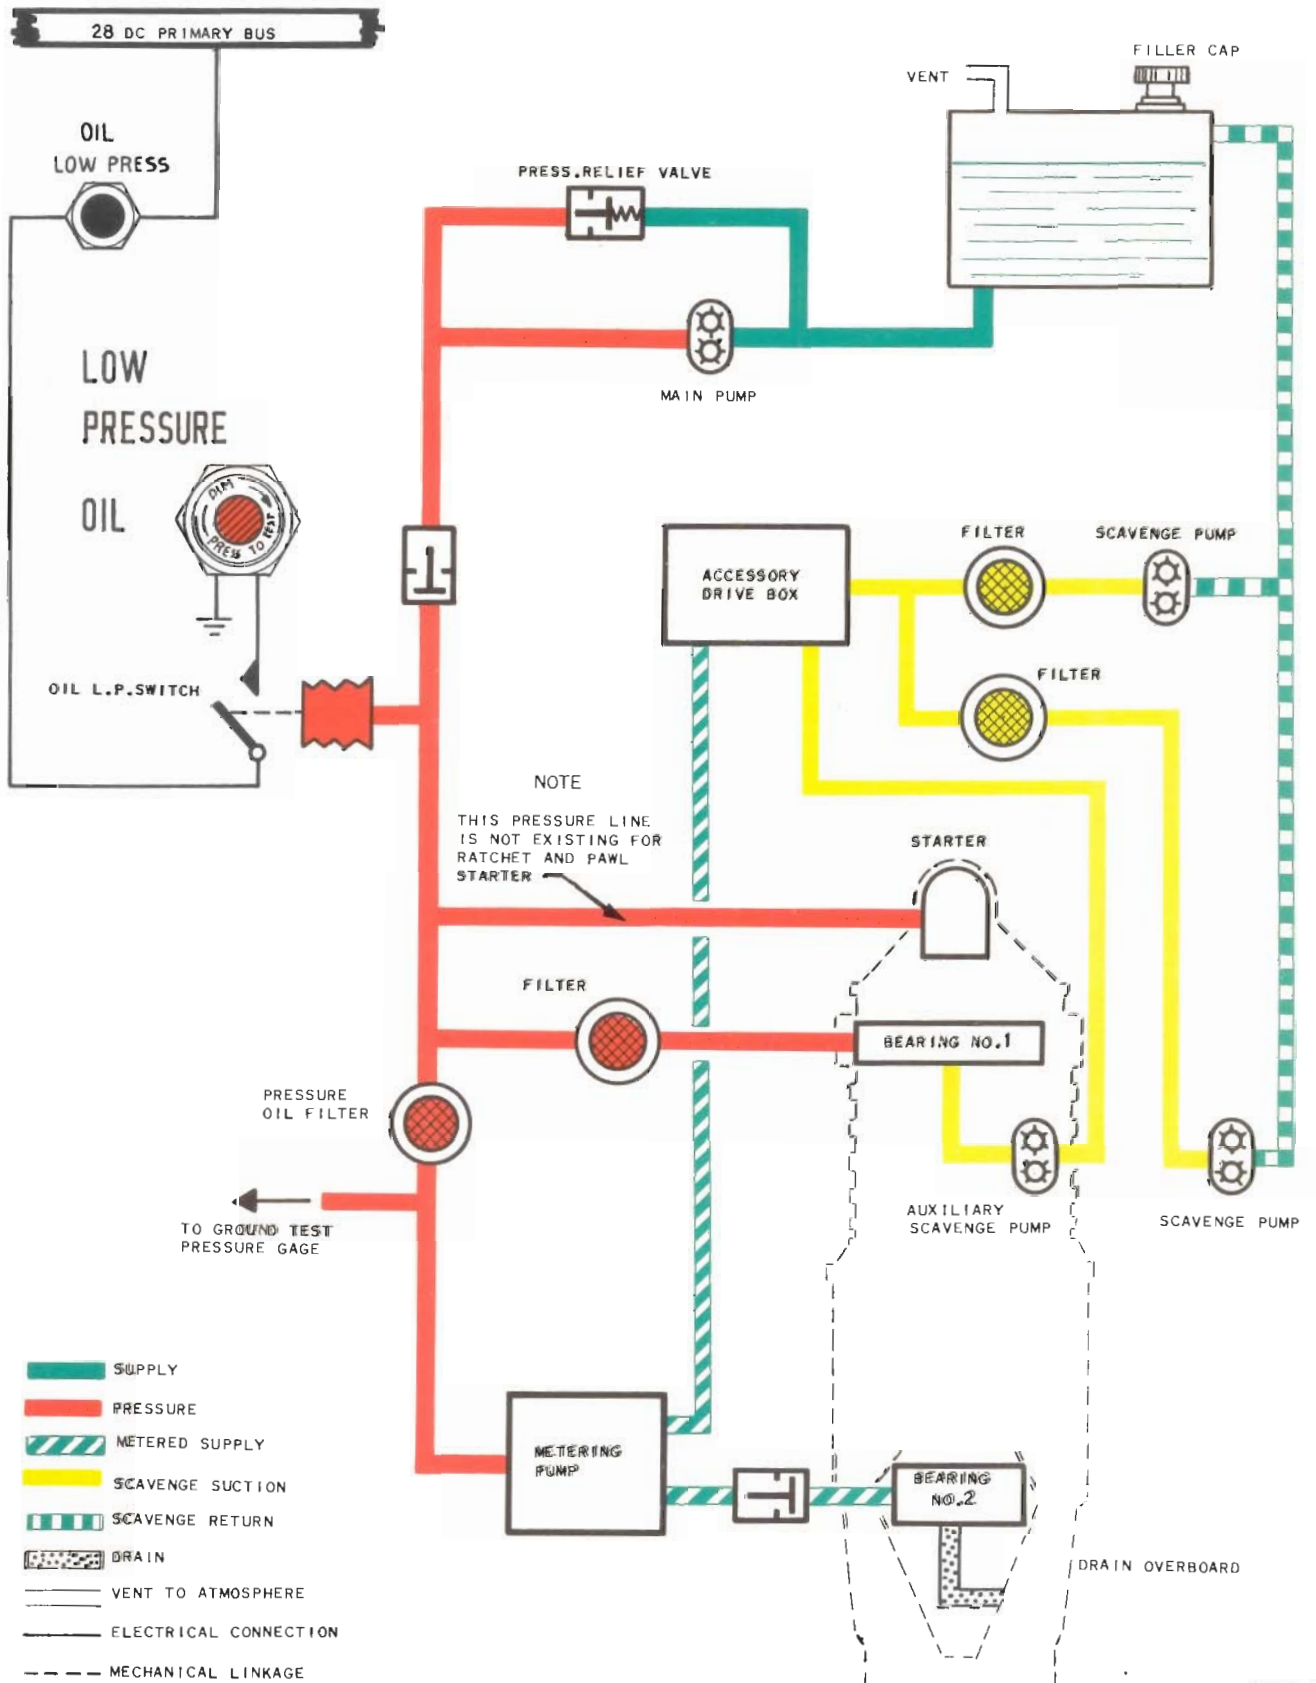 28 DC PRIMARY BUS
FILLER CAP
VENT
OIL
LOW PRESS
PRESS.RELIEF VALVE
LOW
PRESSURE
OIL
MAIN PUMP
DIM
PRESS TO TEST
FILTER
SCAVENGE PUMP
ACCESSORY
DRIVE BOX
OIL L.P.SWITCH
FILTER
NOTE
THIS PRESSURE LINE
IS NOT EXISTING FOR
RATCHET AND PAWL
STARTER
STARTER
FILTER
BEARING NO.1
PRESSURE
OIL FILTER
TO GROUND TEST
PRESSURE GAGE
AUXILIARY
SCAVENGE PUMP
SCAVENGE PUMP
SUPPLY
PRESSURE
METERED SUPPLY
SCAVENGE SUCTION
SCAVENGE RETURN
DRAIN
VENT TO ATMOSPHERE
ELECTRICAL CONNECTION
MECHANICAL LINKAGE
METERING
PUMP
BEARING
NO.2
DRAIN OVERBOARD